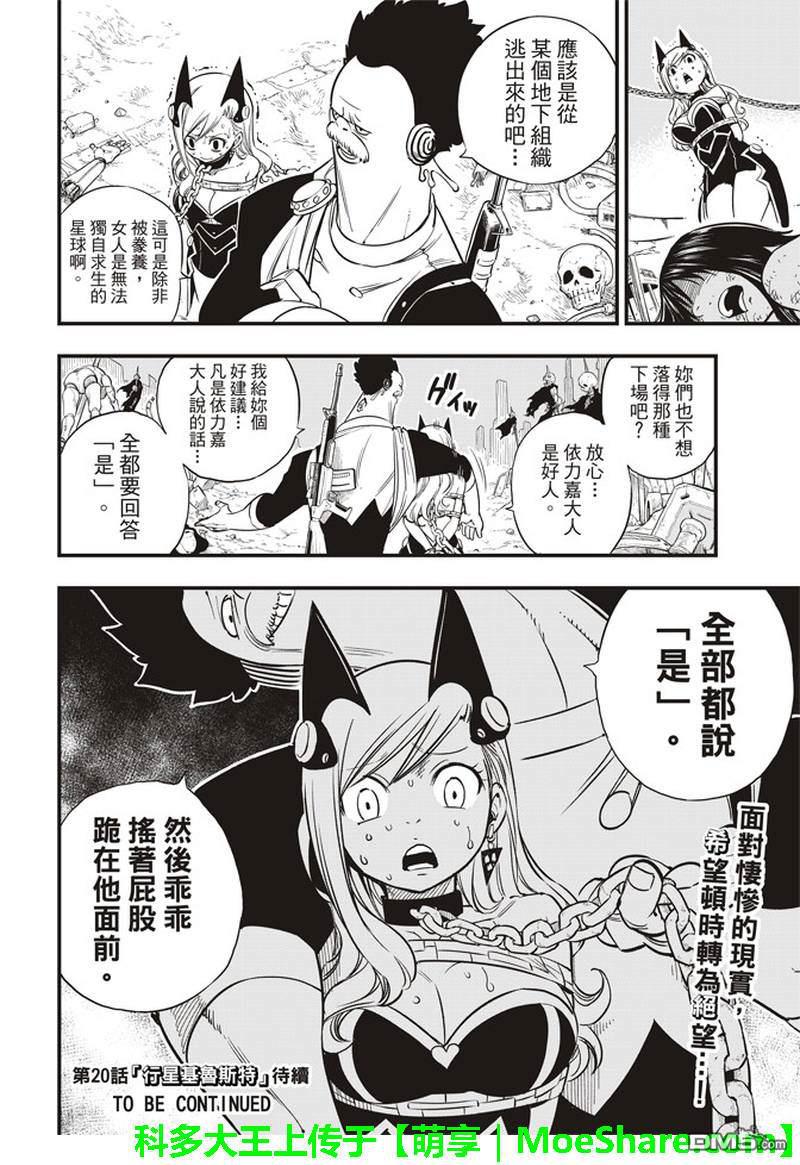 應該是從
某個地下組織
逃出來的吧…
這可是除非
被豢養，
女人是無法
獨自求生的
星球啊。
妳們也不想
落得那種
下場吧？
放心…
依力嘉大人
是好人。
グイッ
我給妳個
好建議…
凡是依力嘉
大人說的話…
全都要回答
「是」。
全部都說
「是」。
然後乖乖
搖著屁股
跪在他面前。
面對悽慘的現實，
希望頓時轉為絕望…！
第20話「行星基魯斯特」待續
TO BE CONTINUED
科多大王上传于【萌享｜MoeShare
DM5.com